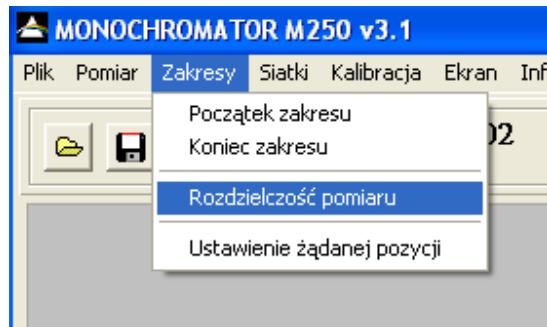 MONOCHROMATOR M250 v3.1
Plik Pomiar Zakresy Siatki Kalibracja Ekran
Początek zakresu
Koniec zakresu
Rozdzielczość pomiaru
Ustawienie żądanej pozycji